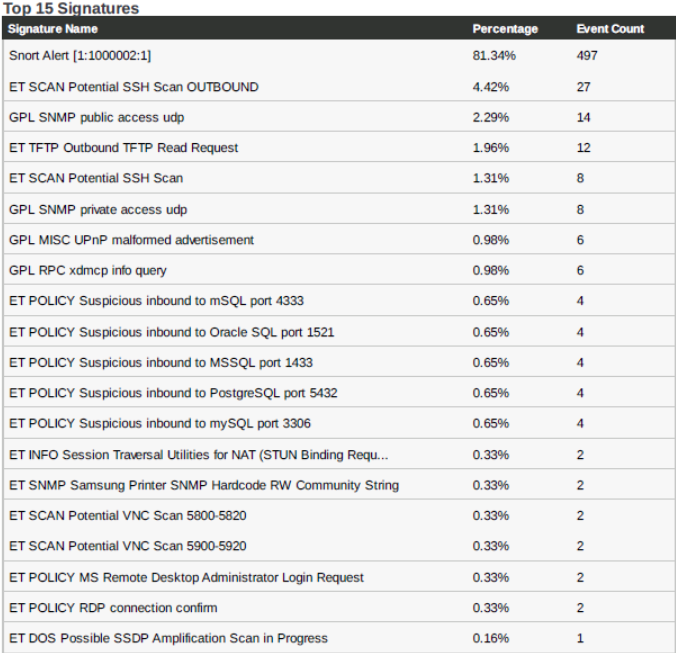 Top 15 Signatures
Signature Name Percentage Event Count
Snort Alert [1:1000002:1] 81.34% 497
ET SCAN Potential SSH Scan OUTBOUND 4.42% 27
GPL SNMP public access udp 2.29% 14
ET TFTP Outbound TFTP Read Request 1.96% 12
ET SCAN Potential SSH Scan 1.31% 8
GPL SNMP private access udp 1.31% 8
GPL MISC UPnP malformed advertisement 0.98% 6
GPL RPC xdmcp info query 0.98% 6
ET POLICY Suspicious inbound to mSQL port 4333 0.65% 4
ET POLICY Suspicious inbound to Oracle SQL port 1521 0.65% 4
ET POLICY Suspicious inbound to MSSQL port 1433 0.65% 4
ET POLICY Suspicious inbound to PostgreSQL port 5432 0.65% 4
ET POLICY Suspicious inbound to mySQL port 3306 0.65% 4
ET INFO Session Traversal Utilities for NAT (STUN Binding Requ... 0.33% 2
ET SNMP Samsung Printer SNMP Hardcode RW Community String 0.33% 2
ET SCAN Potential VNC Scan 5800-5820 0.33% 2
ET SCAN Potential VNC Scan 5900-5920 0.33% 2
ET POLICY MS Remote Desktop Administrator Login Request 0.33% 2
ET POLICY RDP connection confirm 0.33% 2
ET DOS Possible SSDP Amplification Scan in Progress 0.16% 1